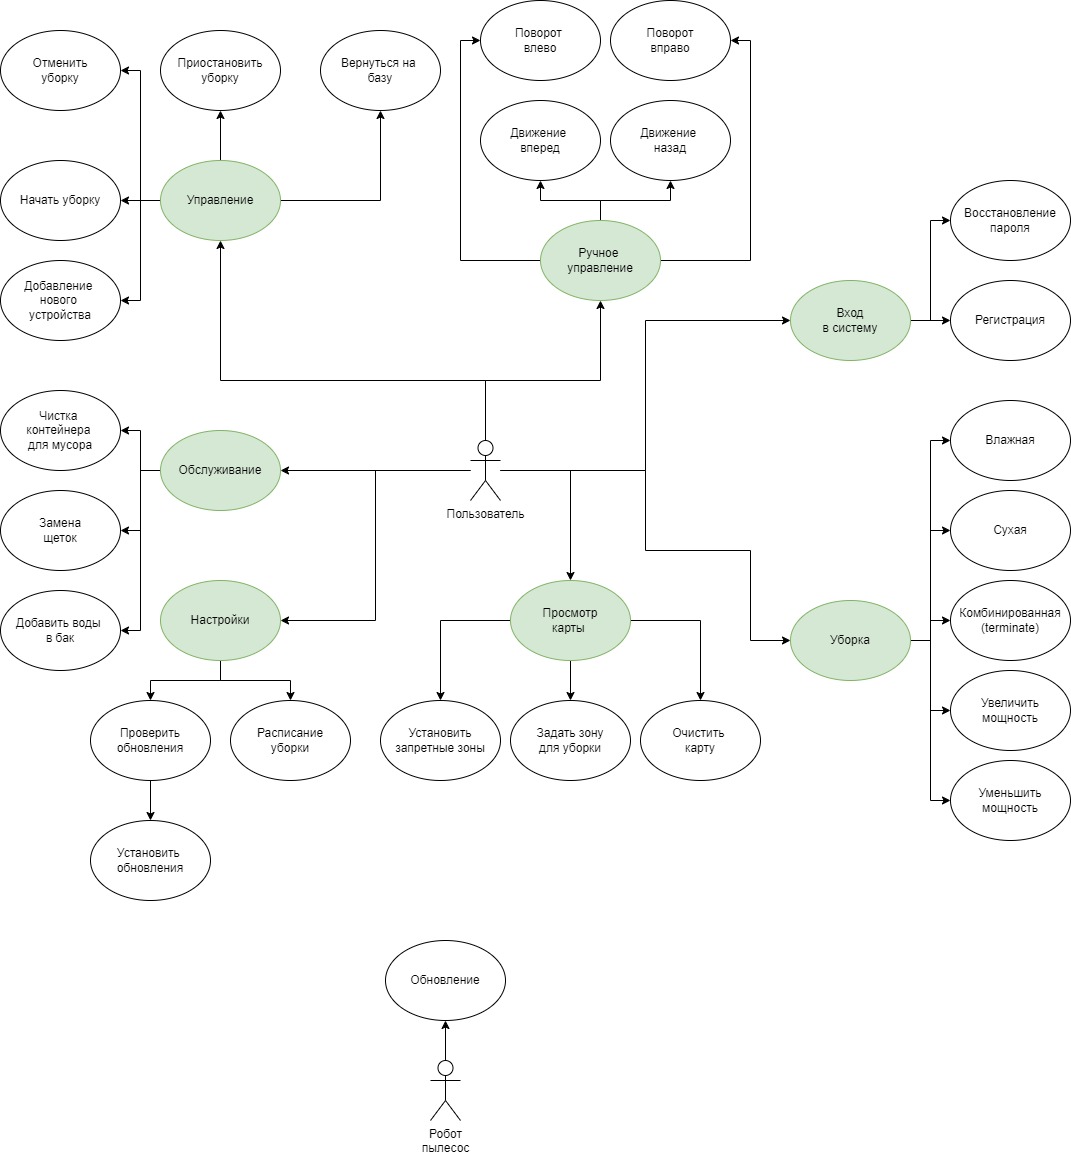 Поворот
влево
Поворот
вправо
Отменить
уборку
Приостановить
уборку
Вернуться на
базу
Движение
вперед
Движение
назад
Начать уборку
Управление
Ручное
управление
Восстановление
пароля
Добавление
нового
устройства
Вход
в систему
Регистрация
Чистка
контейнера
для мусора
Обслуживание
Пользователь
Влажная
Замена
щеток
Сухая
Добавить воды
в бак
Настройки
Просмотр
карты
Уборка
Комбинированная
(terminate)
Проверить
обновления
Расписание
уборки
Установить
запретные зоны
Задать зону
для уборки
Очистить
карту
Увеличить
мощность
Уменьшить
мощность
Установить
обновления
Обновление
Робот
пылесос